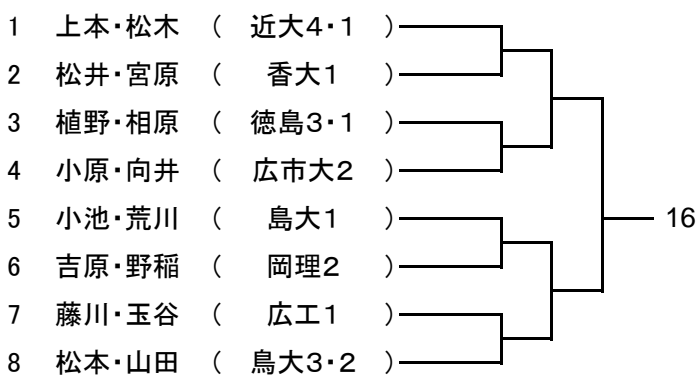 1 上本・松木 ( 近大4・1 )
2 松井・宮原 ( 香大1 )
3 植野・相原 ( 徳島3・1 )
4 小原・向井 ( 広市大2 )
5 小池・荒川 ( 島大1 )
6 吉原・野稲 ( 岡理2 )
7 藤川・玉谷 ( 広工1 )
8 松本・山田 ( 鳥大3・2 )
16